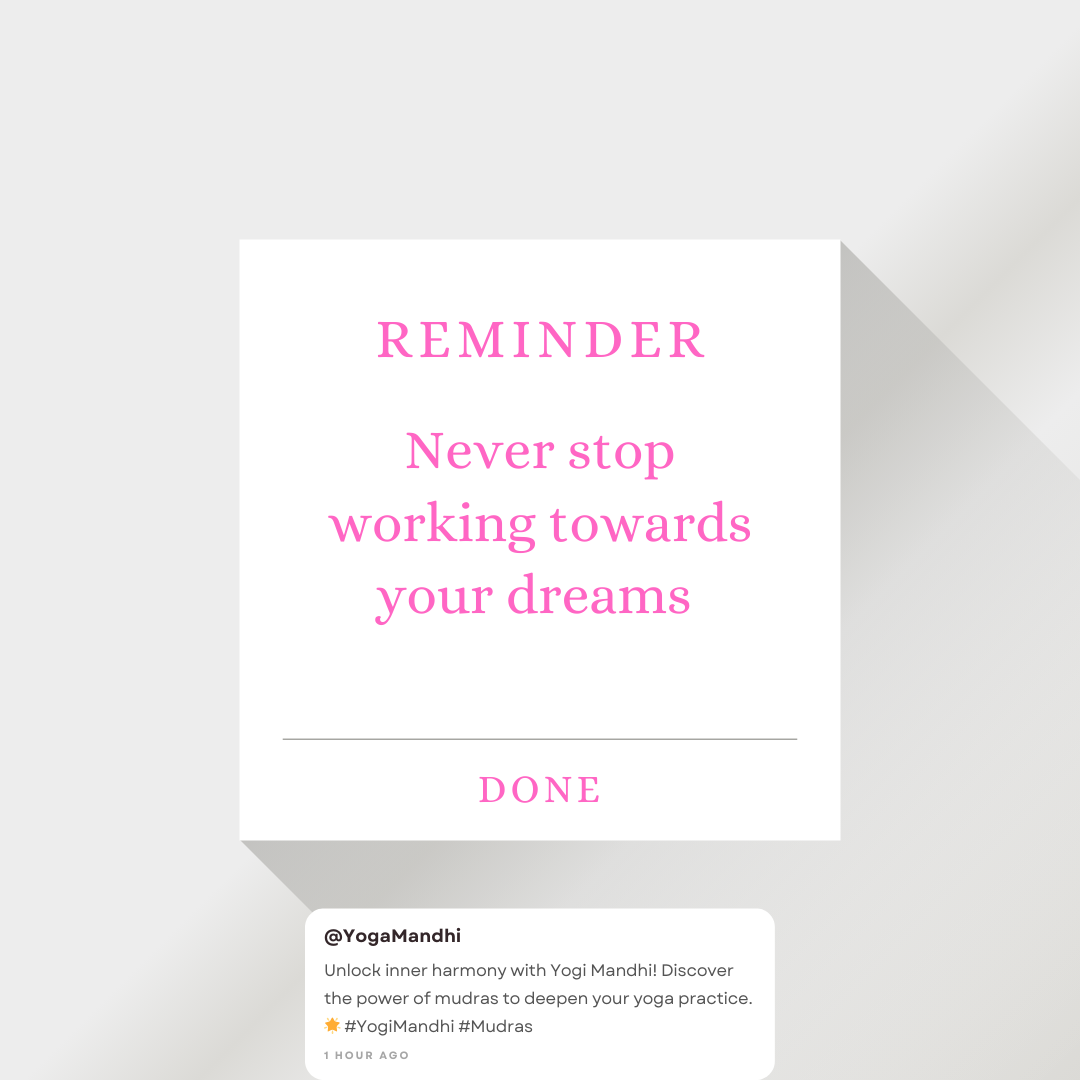 REMINDER
Never stop
working towards
your dreams
DONE
@YogaMandhi
Unlock inner harmony with Yogi Mandhi! Discover
the power of mudras to deepen your yoga practice.
🌟 #YogiMandhi #Mudras
1 HOUR AGO